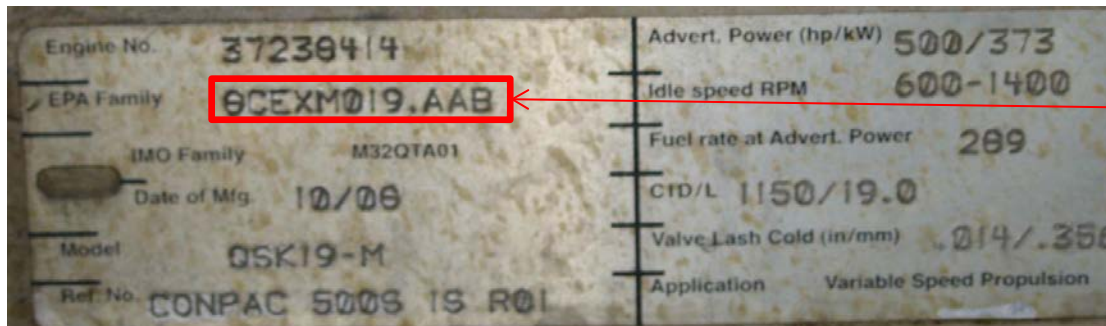 Engine No. 37238414
EPA Family 8CEXM019.AAB
IMO Family M32QTA01
Date of Mfg. 10/08
Model QSK19-M
Ref. No. CONPAC 500S IS R01
Advert. Power (hp/kW) 500/373
Idle speed RPM 600-1400
Fuel rate at Advert. Power 289
CID/L 1150/19.0
Valve Lash Cold (in/mm) .014/.356
Application Variable Speed Propulsion